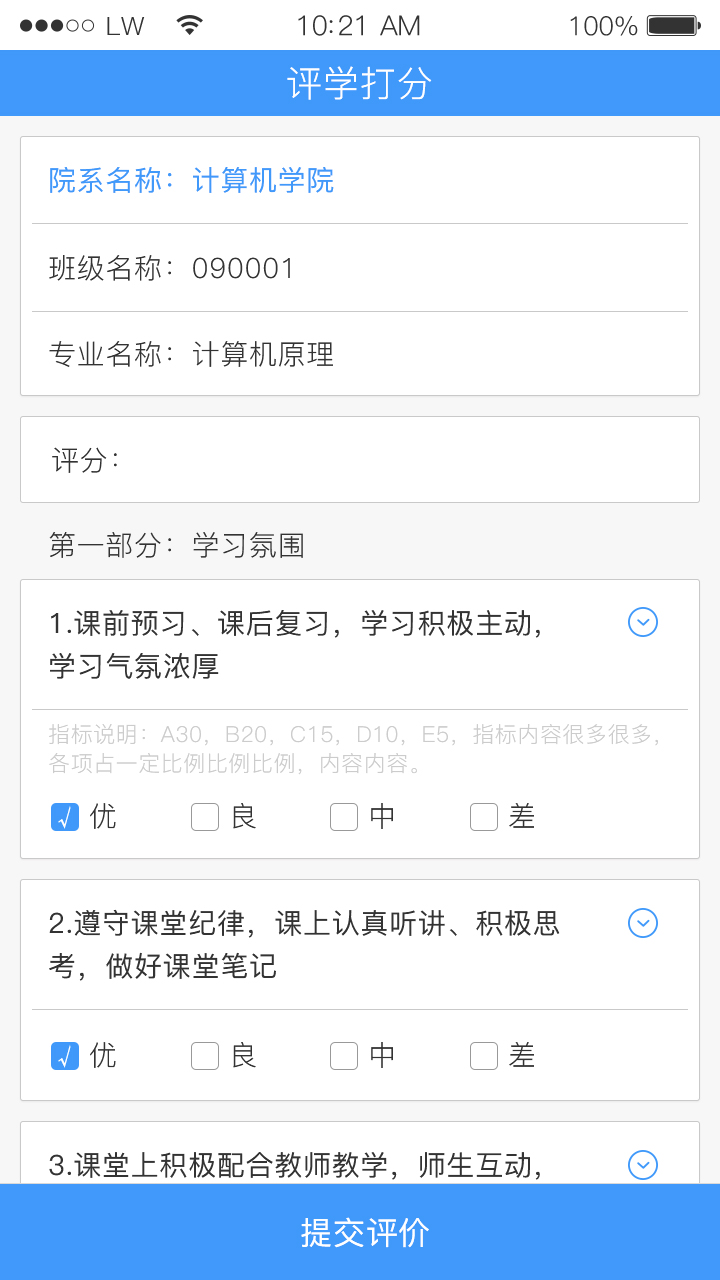 LW 10:21 AM 100%
评学打分
院系名称：计算机学院
班级名称：090001
专业名称：计算机原理
评分：
第一部分：学习氛围
1.课前预习、课后复习，学习积极主动，
学习气氛浓厚
指标说明：A30，B20，C15，D10，E5，指标内容很多很多，
各项占一定比例比例比例，内容内容。
√ 优 良 中 差
2.遵守课堂纪律，课上认真听讲、积极思
考，做好课堂笔记
√ 优 良 中 差
3.课堂上积极配合教师教学，师生互动，
提交评价